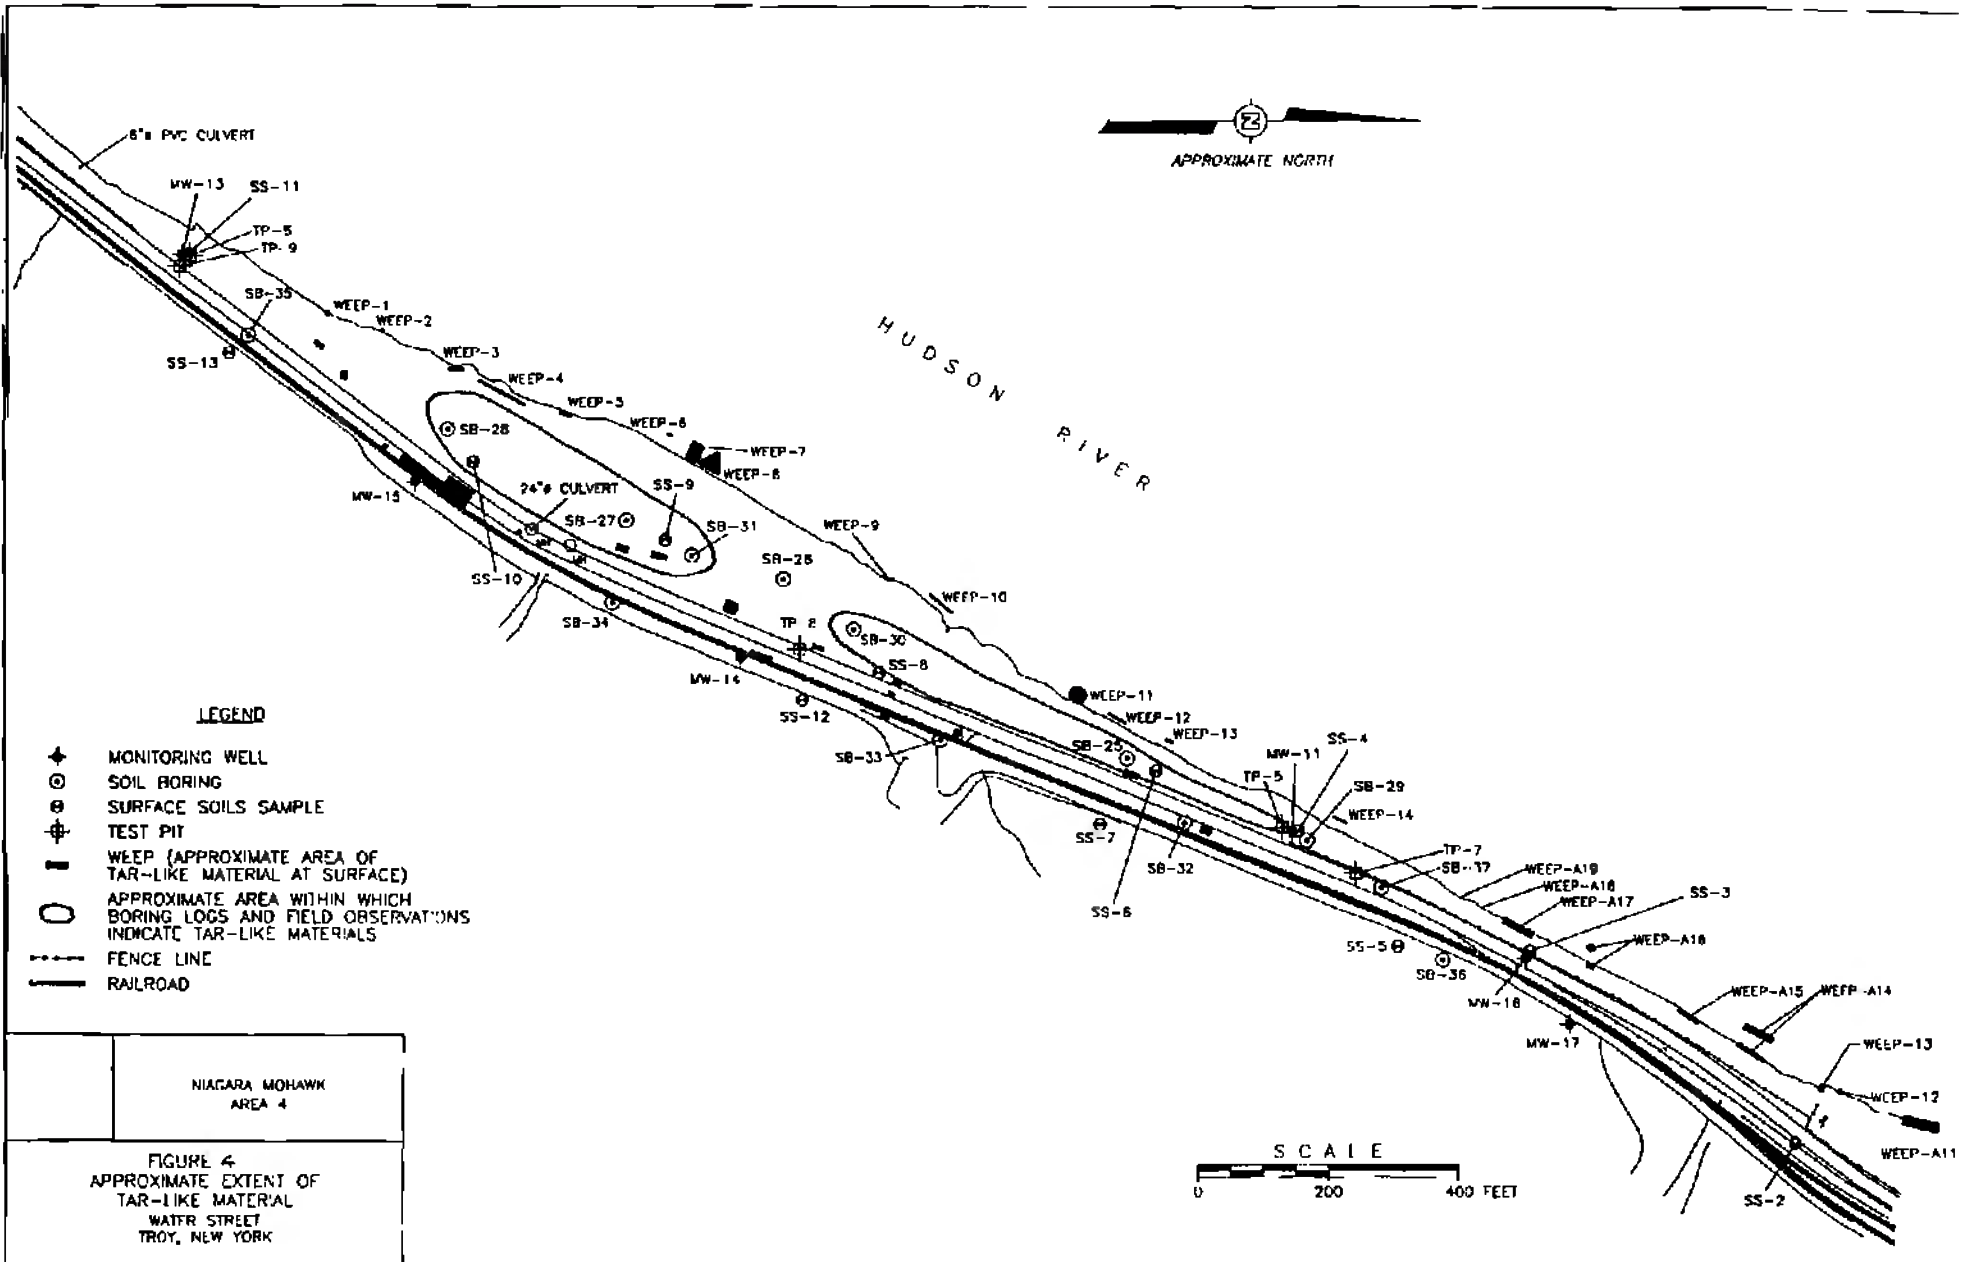 6"ø PVC CULVERT
MW-13
SS-11
TP-5
TP-9
SB-35
SS-13
WEEP-1
WEEP-2
WEEP-3
WEEP-4
WEEP-5
WEEP-6
WEEP-7
WEEP-8
SB-28
24"ø CULVERT
SS-9
SB-27
SB-31
MW-15
SS-10
MH
MH
SB-34
SB-26
WEEP-9
WEEP-10
TP 8
SB-30
SS-8
MW-14
SS-12
SB-33
WEEP-11
WEEP-12
WEEP-13
SB-25
MW-11
SS-4
TP-5
SB-29
WEEP-14
SS-7
SB-32
SS-6
TP-7
SB-37
WEEP-A19
WEEP-A18
WEEP-A17
SS-3
WEEP-A16
SS-5
SB-36
MW-16
MW-17
WEEP-A15
WEEP-A14
WEEP-13
WEEP-12
WEEP-A11
SS-2
HUDSON RIVER
Z
APPROXIMATE NORTH
LEGEND
MONITORING WELL
SOIL BORING
SURFACE SOILS SAMPLE
TEST PIT
WEEP (APPROXIMATE AREA OF
TAR-LIKE MATERIAL AT SURFACE)
APPROXIMATE AREA WITHIN WHICH
BORING LOGS AND FIELD OBSERVATIONS
INDICATE TAR-LIKE MATERIALS
FENCE LINE
RAILROAD
NIAGARA MOHAWK
AREA 4
FIGURE 4
APPROXIMATE EXTENT OF
TAR-LIKE MATERIAL
WATER STREET
TROY, NEW YORK
SCALE
0 200 400 FEET